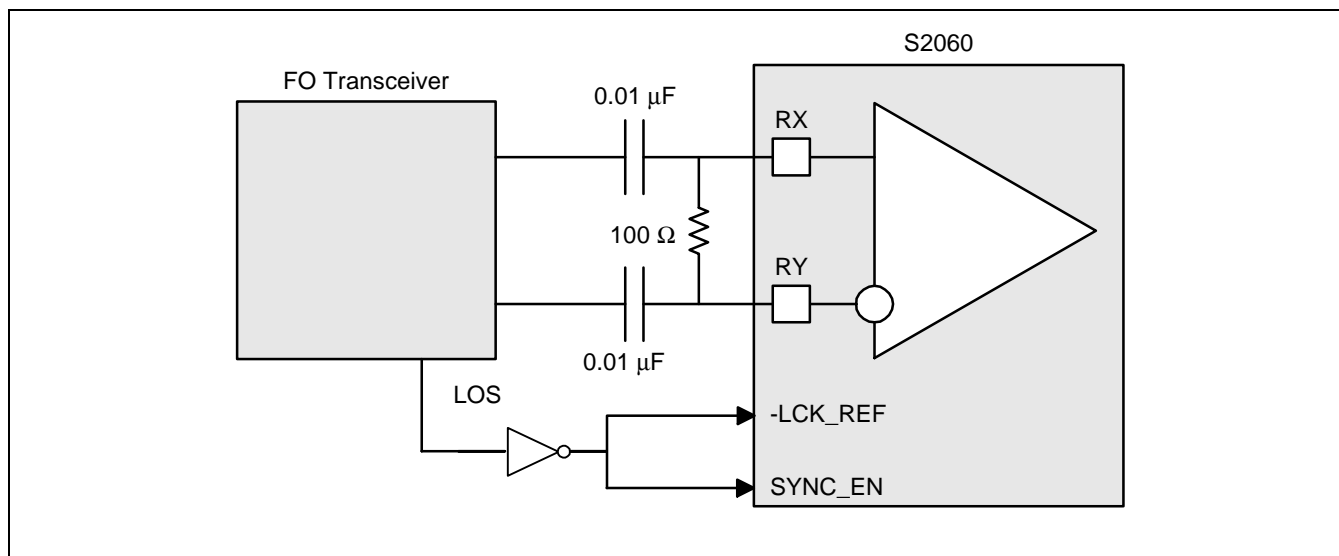 S2060
FO Transceiver
0.01 μF
RX
100 Ω
RY
0.01 μF
LOS
-LCK_REF
SYNC_EN